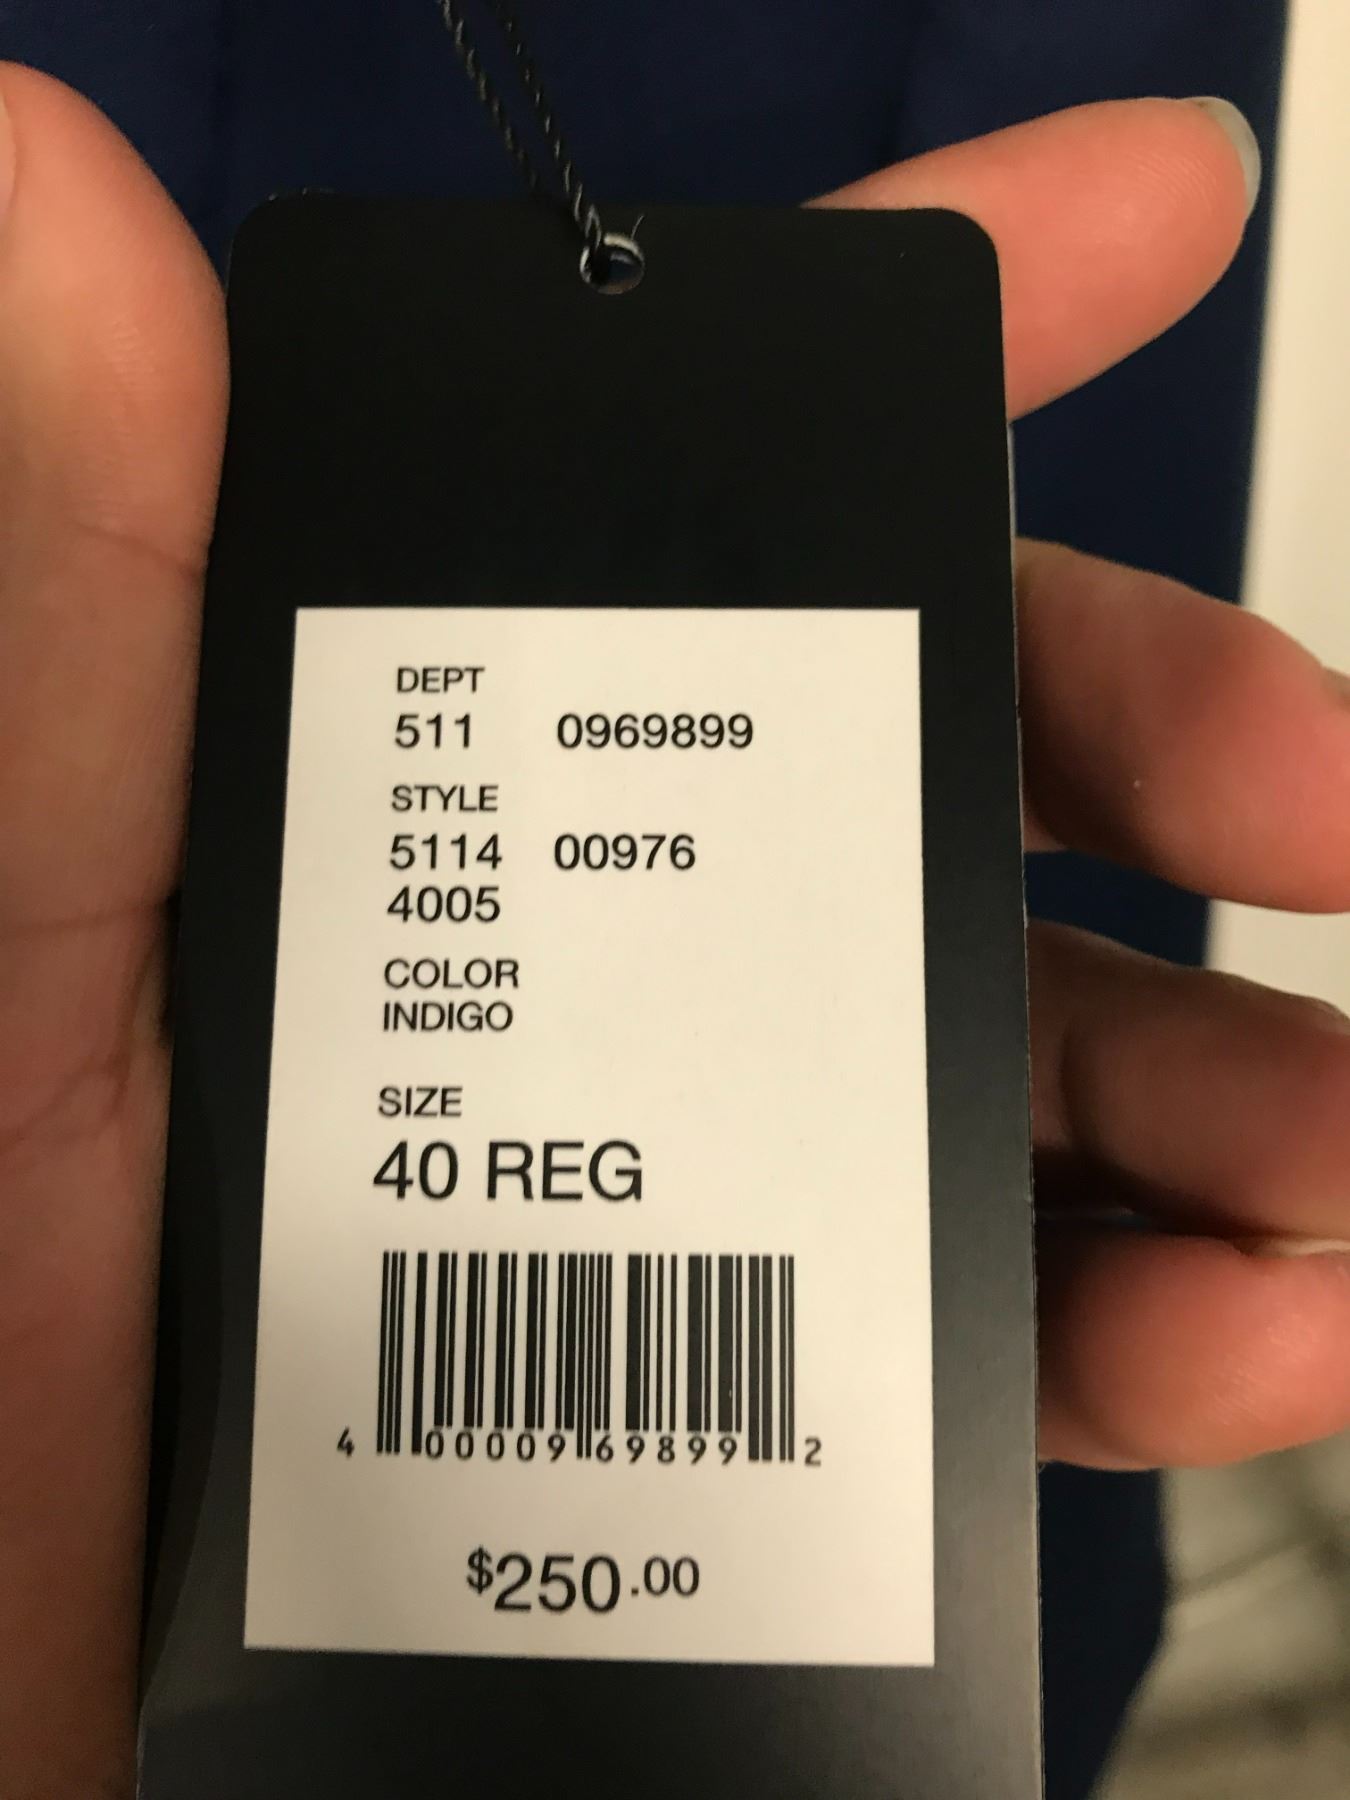 DEPT
511 0969899
STYLE
5114 00976
4005
COLOR
INDIGO
SIZE
40 REG
4 00009 69899 2
$250.00